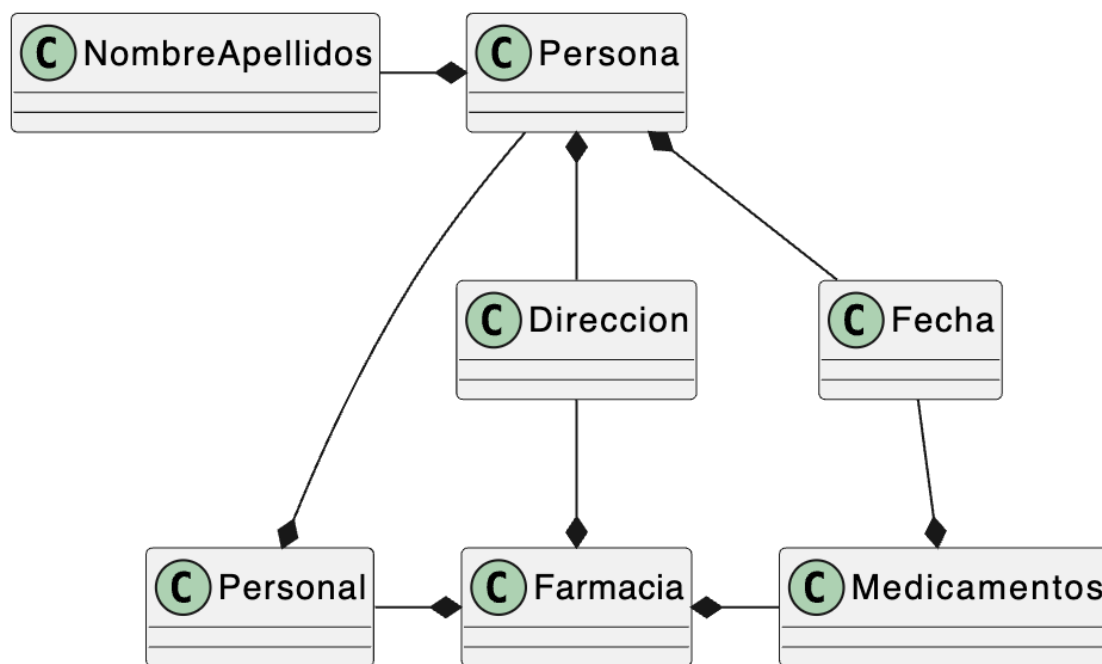 C NombreApellidos
C Persona
C Direccion
C Fecha
C Personal
C Farmacia
C Medicamentos